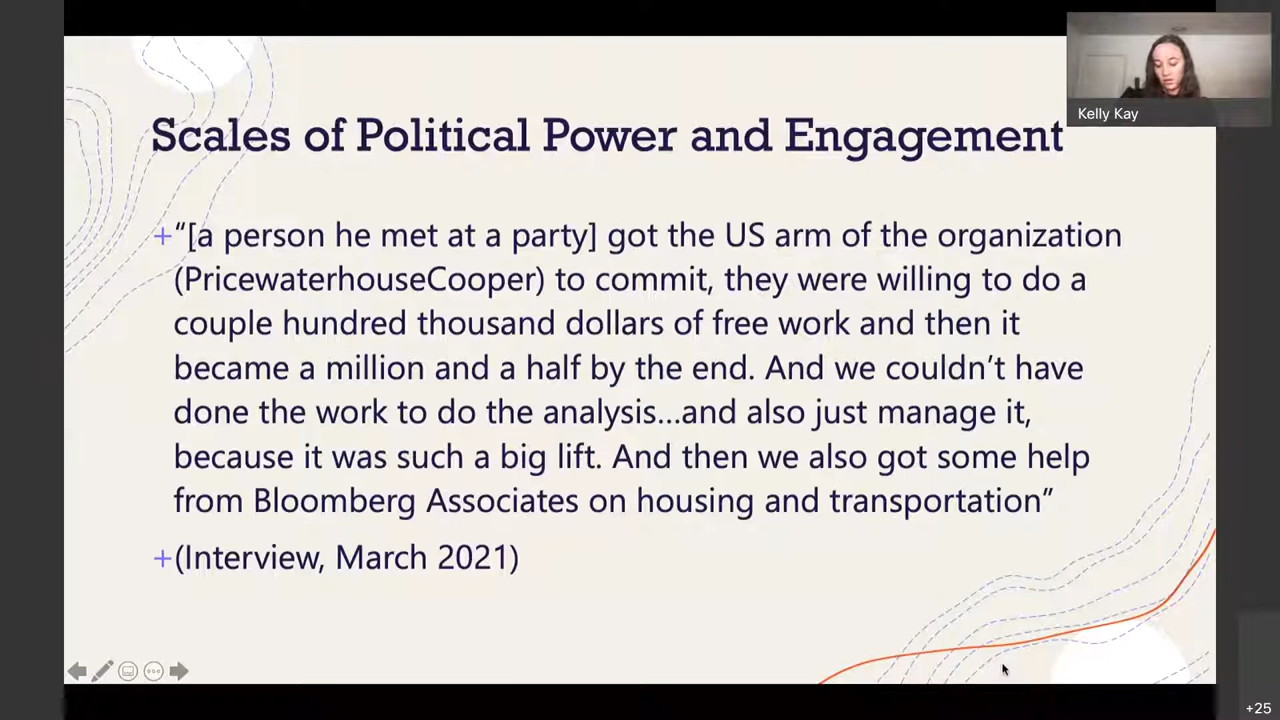 Kelly Kay
Scales of Political Power and Engagement
+“[a person he met at a party] got the US arm of the organization
(PricewaterhouseCooper) to commit, they were willing to do a
couple hundred thousand dollars of free work and then it
became a million and a half by the end. And we couldn’t have
done the work to do the analysis…and also just manage it,
because it was such a big lift. And then we also got some help
from Bloomberg Associates on housing and transportation”
+(Interview, March 2021)
+25